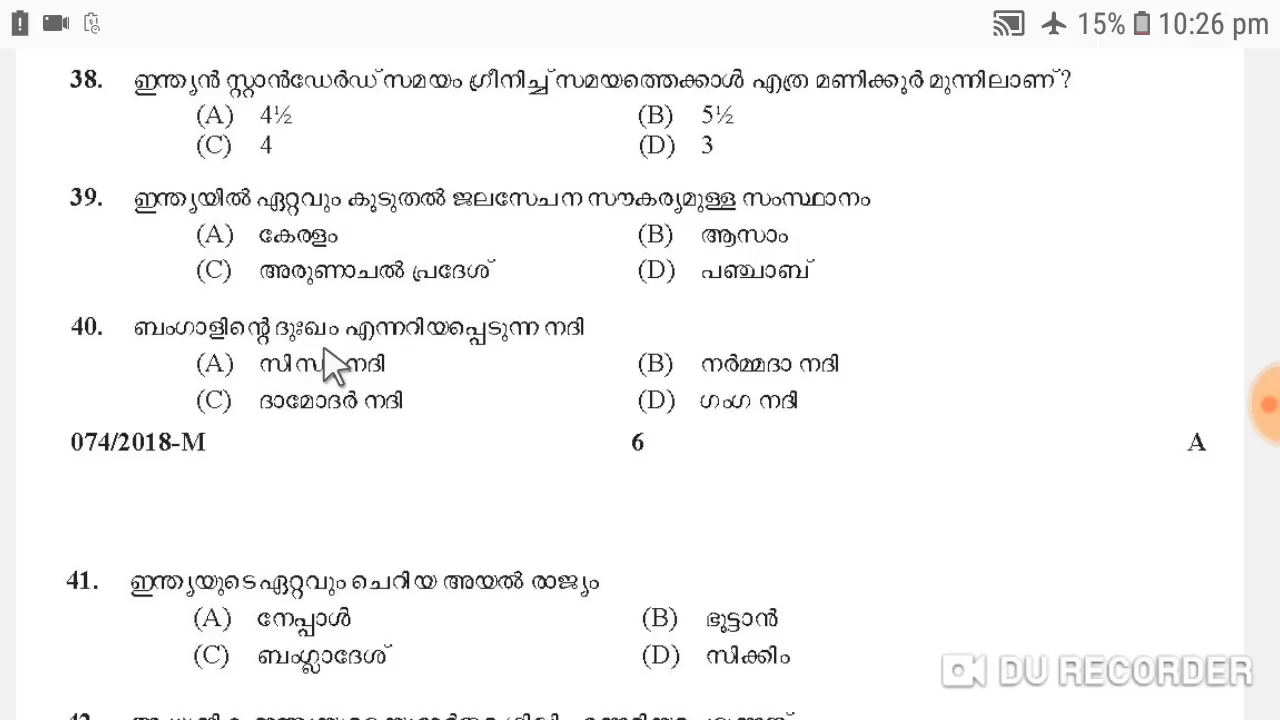 15% 10:26 pm
38. ഇന്ത്യൻ സ്റ്റാൻഡേർഡ് സമയം ഗ്രീനിച്ച് സമയത്തെക്കാൾ എത്ര മണിക്കൂർ മുന്നിലാണ് ?
(A) 4½ (B) 5½
(C) 4 (D) 3
39. ഇന്ത്യയിൽ ഏറ്റവും കൂടുതൽ ജലസേചന സൗകര്യമുള്ള സംസ്ഥാനം
(A) കേരളം (B) ആസാം
(C) അരുണാചൽ പ്രദേശ് (D) പഞ്ചാബ്
40. ബംഗാളിന്റെ ദുഃഖം എന്നറിയപ്പെടുന്ന നദി
(A) നദി (B) നർമ്മദാ നദി
(C) ദാമോദർ നദി (D) ഗംഗ നദി
074/2018-M 6 A
41. ഇന്ത്യയുടെ ഏറ്റവും ചെറിയ അയൽ രാജ്യം
(A) നേപ്പാൾ (B) ഭൂട്ടാൻ
(C) ബംഗ്ലാദേശ് (D) സിക്കിം
DU RECORDER